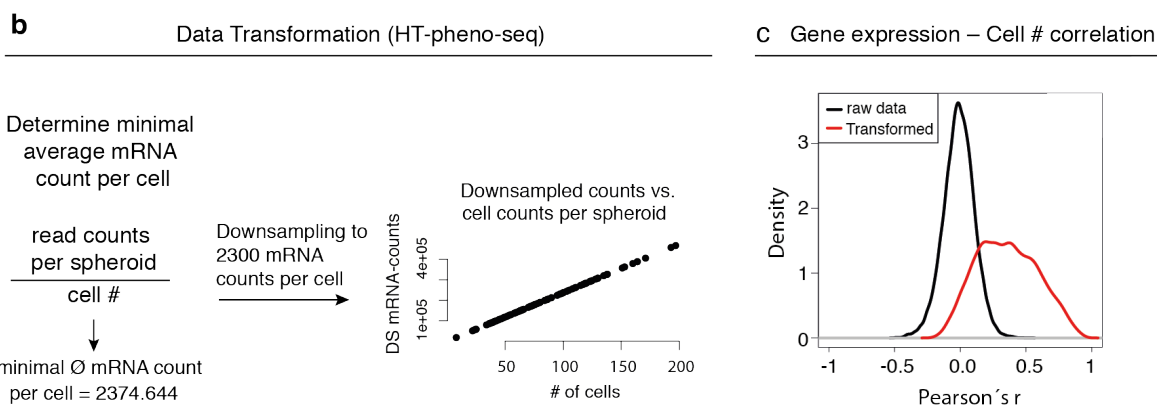 b
Data Transformation (HT-pheno-seq)
Determine minimal
average mRNA
count per cell
read counts
per spheroid
cell #
minimal Ø mRNA count
per cell = 2374.644
Downsampling to
2300 mRNA
counts per cell
Downsampled counts vs.
cell counts per spheroid
DS mRNA-counts
4e+05
1e+05
50 100 150 200
# of cells
c Gene expression – Cell # correlation
raw data
Transformed
Density
3
2
1
0
-1 -0.5 0.0 0.5 1
Pearson´s r